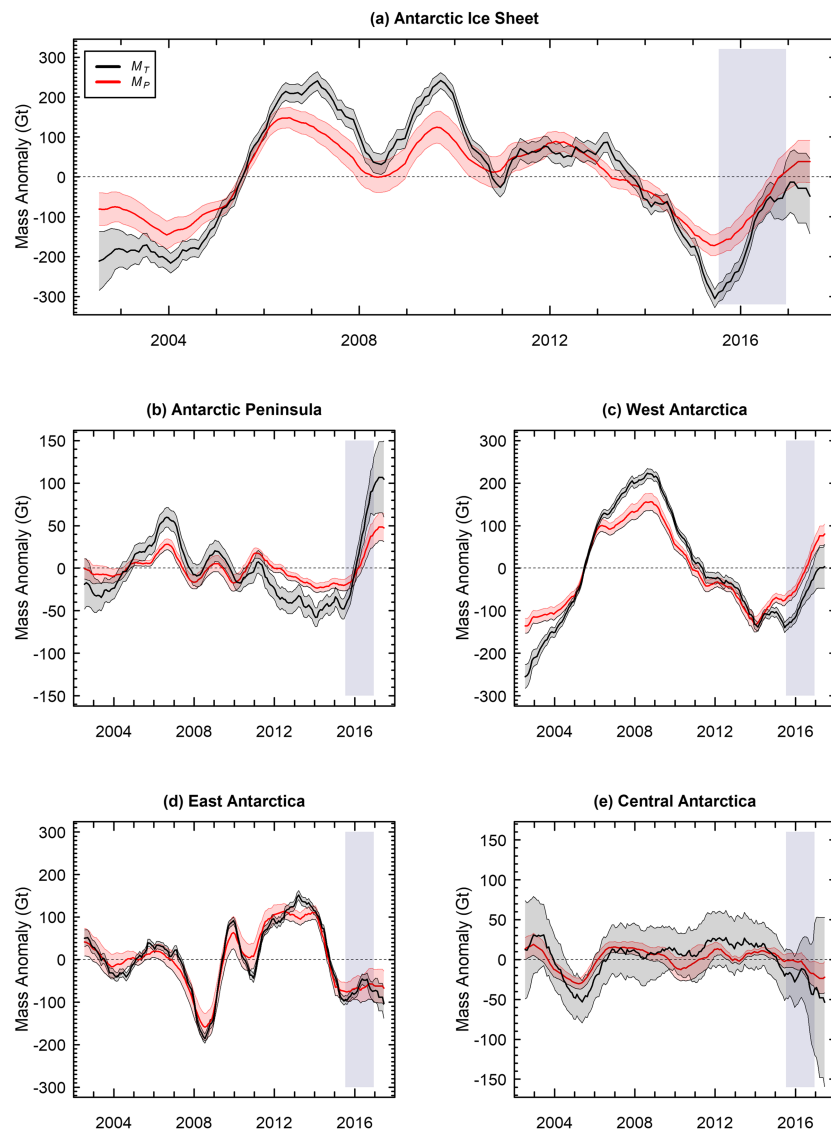 (a) Antarctic Ice Sheet
Mass Anomaly (Gt)
300
200
100
0
-100
-200
-300
M_T
M_P
2004 2008 2012 2016
(b) Antarctic Peninsula
Mass Anomaly (Gt)
150
100
50
0
-50
-100
-150
2004 2008 2012 2016
(c) West Antarctica
Mass Anomaly (Gt)
300
200
100
0
-100
-200
-300
2004 2008 2012 2016
(d) East Antarctica
Mass Anomaly (Gt)
300
200
100
0
-100
-200
-300
2004 2008 2012 2016
(e) Central Antarctica
Mass Anomaly (Gt)
150
100
50
0
-50
-100
-150
2004 2008 2012 2016